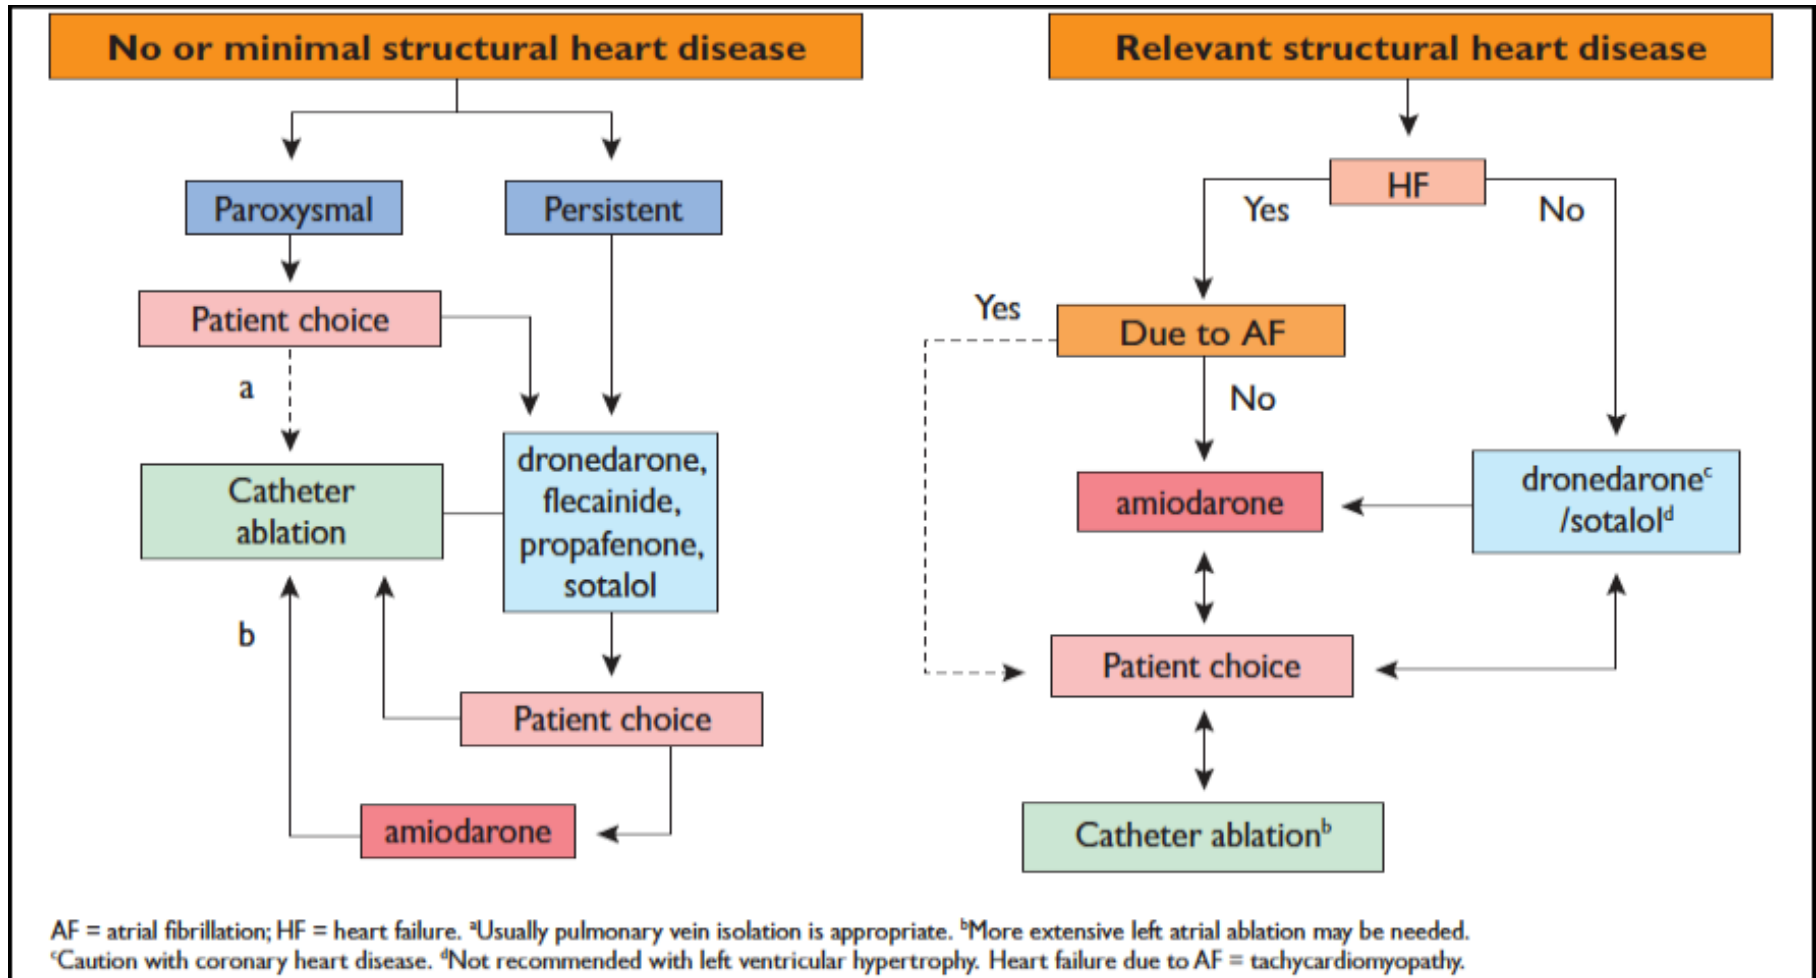 No or minimal structural heart disease
Paroxysmal
Persistent
Patient choice
a
Catheter
ablation
dronedarone,
flecainide,
propafenone,
sotalol
b
Patient choice
amiodarone
Relevant structural heart disease
HF
Yes
No
Yes
Due to AF
No
amiodarone
dronedaroneᶜ
/sotalolᵈ
Patient choice
Catheter ablationᵇ
AF = atrial fibrillation; HF = heart failure. ᵃUsually pulmonary vein isolation is appropriate. ᵇMore extensive left atrial ablation may be needed.
ᶜCaution with coronary heart disease. ᵈNot recommended with left ventricular hypertrophy. Heart failure due to AF = tachycardiomyopathy.